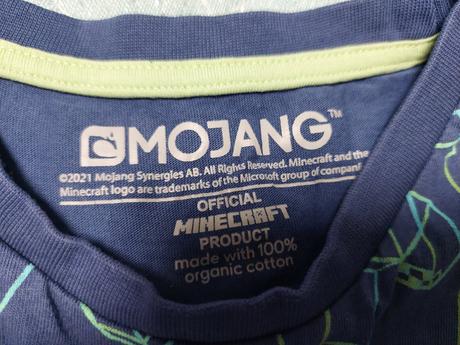 MOJANG™
©2021 Mojang Synergies AB. All Rights Reserved. Minecraft and the
Minecraft logo are trademarks of the Microsoft group of companies
OFFICIAL
MINECRAFT
PRODUCT
made with 100%
organic cotton